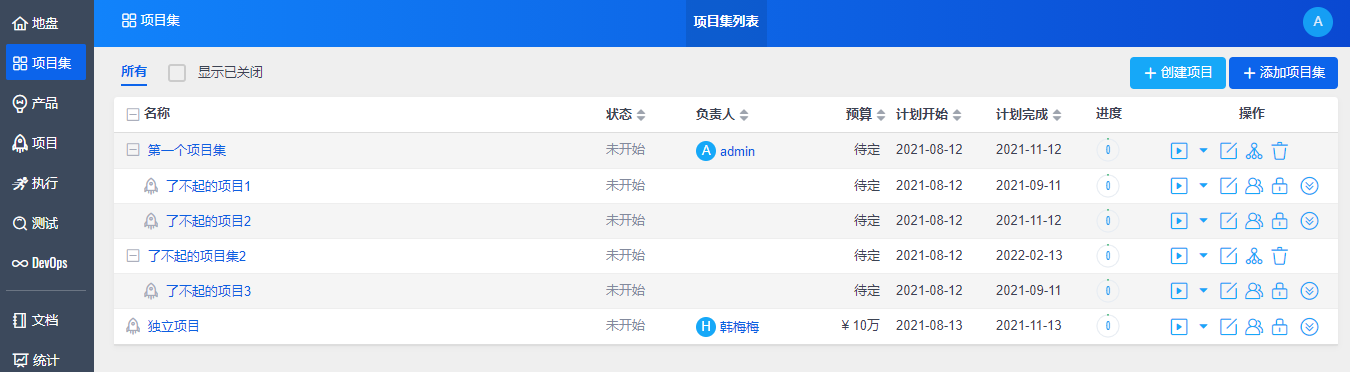 地盘
项目集
产品
项目
执行
测试
DevOps
文档
统计
项目集
项目集列表
A
所有
显示已关闭
创建项目
添加项目集
名称 状态 负责人 预算 计划开始 计划完成 进度 操作
第一个项目集 未开始 A admin 待定 2021-08-12 2021-11-12 0
了不起的项目1 未开始 待定 2021-08-12 2021-09-11 0
了不起的项目2 未开始 待定 2021-08-12 2021-11-12 0
了不起的项目集2 未开始 待定 2021-08-12 2022-02-13 0
了不起的项目3 未开始 待定 2021-08-12 2021-09-11 0
独立项目 未开始 H 韩梅梅 ¥ 10万 2021-08-13 2021-11-13 0